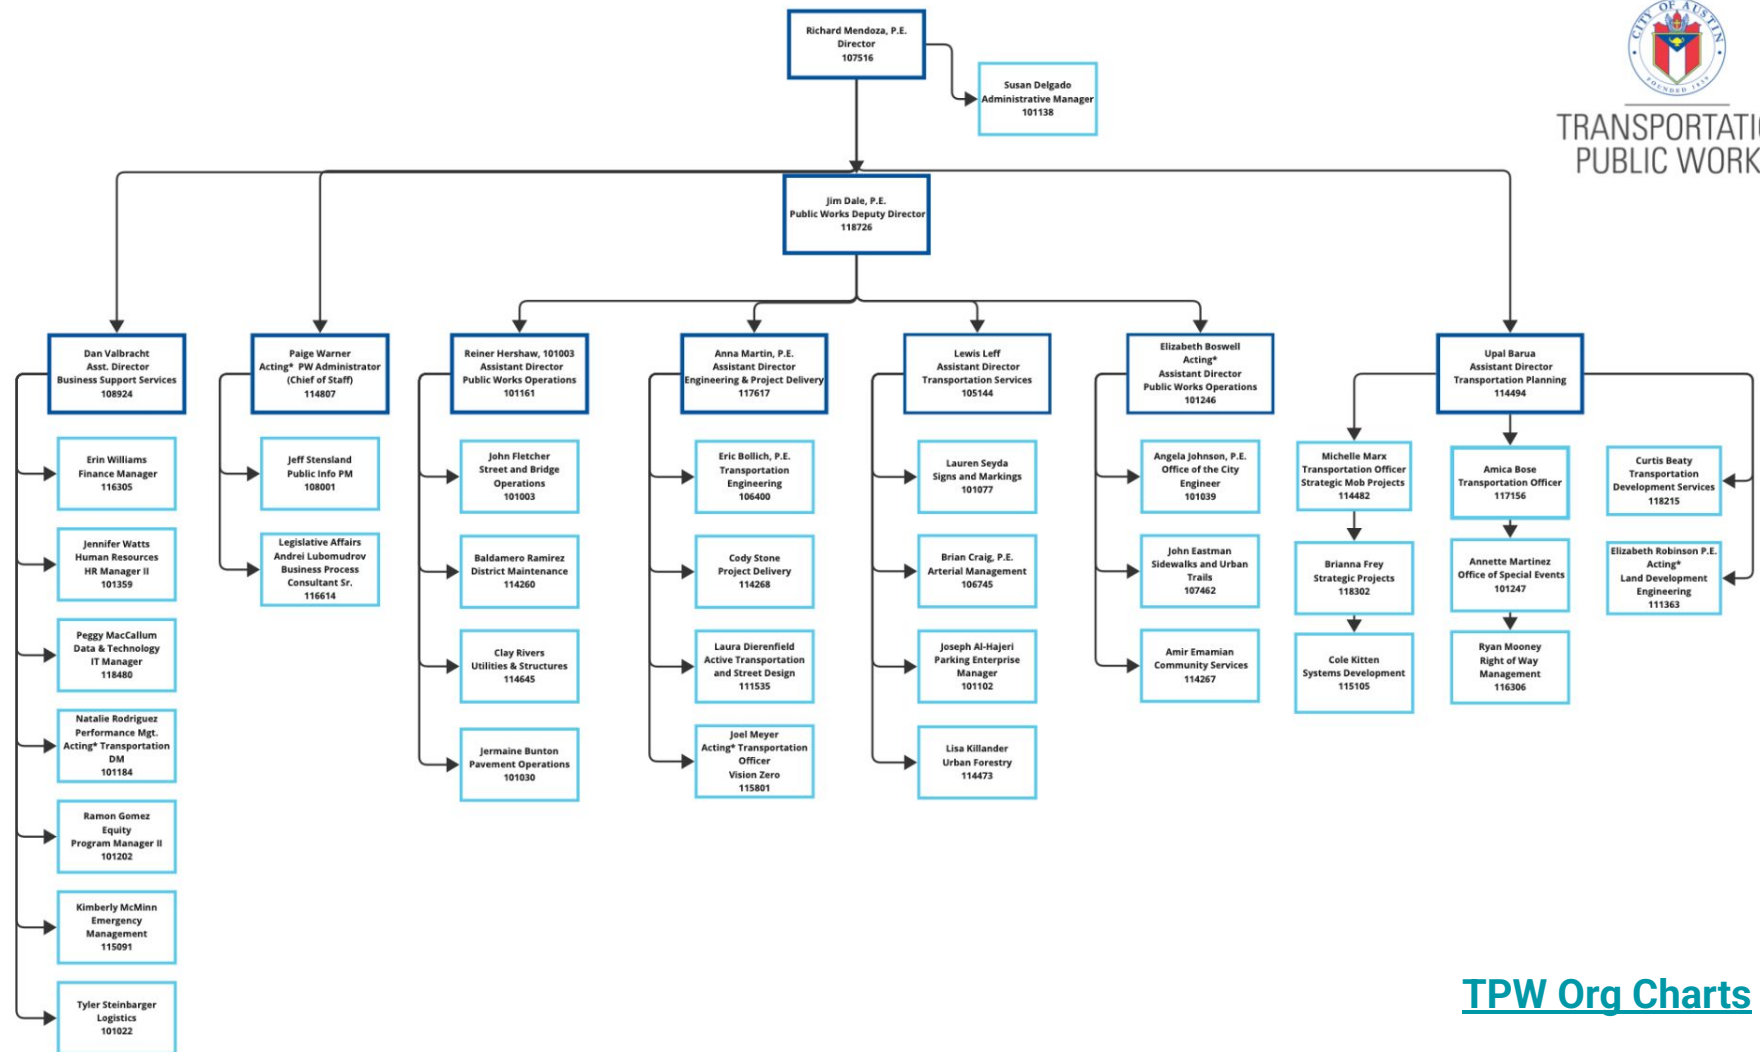 Richard Mendoza, P.E.
Director
107516
Susan Delgado
Administrative Manager
101138
CITY OF AUSTIN
FOUNDED 1839
TRANSPORTATIO
PUBLIC WORK
Jim Dale, P.E.
Public Works Deputy Director
118726
Dan Valbracht
Asst. Director
Business Support Services
108924
Erin Williams
Finance Manager
116305
Jennifer Watts
Human Resources
HR Manager II
101359
Peggy MacCallum
Data & Technology
IT Manager
118480
Natalie Rodriguez
Performance Mgt.
Acting* Transportation
DM
101184
Ramon Gomez
Equity
Program Manager II
101202
Kimberly McMinn
Emergency
Management
115091
Tyler Steinbarger
Logistics
101022
Paige Warner
Acting* PW Administrator
(Chief of Staff)
114807
Jeff Stensland
Public Info PM
108001
Legislative Affairs
Andrei Lubomudrov
Business Process
Consultant Sr.
116614
Reiner Hershaw, 101003
Assistant Director
Public Works Operations
101161
John Fletcher
Street and Bridge
Operations
101003
Baldamero Ramirez
District Maintenance
114260
Clay Rivers
Utilities & Structures
114645
Jermaine Bunton
Pavement Operations
101030
Anna Martin, P.E.
Assistant Director
Engineering & Project Delivery
117617
Eric Bollich, P.E.
Transportation
Engineering
106400
Cody Stone
Project Delivery
114268
Laura Dierenfield
Active Transportation
and Street Design
111535
Joel Meyer
Acting* Transportation
Officer
Vision Zero
115801
Lewis Leff
Assistant Director
Transportation Services
105144
Lauren Seyda
Signs and Markings
101077
Brian Craig, P.E.
Arterial Management
106745
Joseph Al-Hajeri
Parking Enterprise
Manager
101102
Lisa Killander
Urban Forestry
114473
Elizabeth Boswell
Acting*
Assistant Director
Public Works Operations
101246
Angela Johnson, P.E.
Office of the City
Engineer
101039
John Eastman
Sidewalks and Urban
Trails
107462
Amir Emamian
Community Services
114267
Upal Barua
Assistant Director
Transportation Planning
114494
Michelle Marx
Transportation Officer
Strategic Mob Projects
114482
Brianna Frey
Strategic Projects
118302
Cole Kitten
Systems Development
115105
Amica Bose
Transportation Officer
117156
Annette Martinez
Office of Special Events
101247
Ryan Mooney
Right of Way
Management
116306
Curtis Beaty
Transportation
Development Services
118215
Elizabeth Robinson P.E.
Acting*
Land Development
Engineering
111363
TPW Org Charts